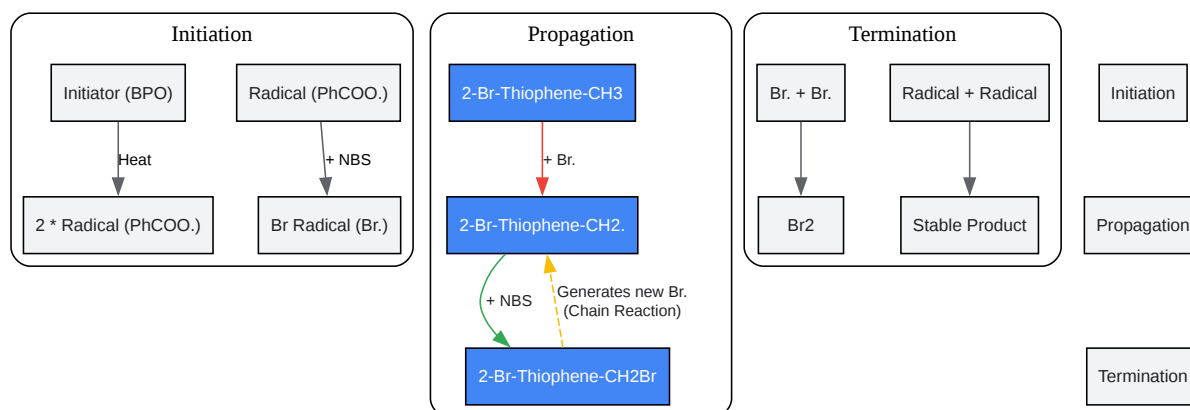 Initiation
Propagation
Termination
Initiator (BPO)
Radical (PhCOO.)
2-Br-Thiophene-CH3
Br. + Br.
Radical + Radical
Initiation
Heat
+ NBS
+ Br.
2 * Radical (PhCOO.)
Br Radical (Br.)
2-Br-Thiophene-CH2.
Br2
Stable Product
Propagation
+ NBS
Generates new Br.
(Chain Reaction)
2-Br-Thiophene-CH2Br
Termination